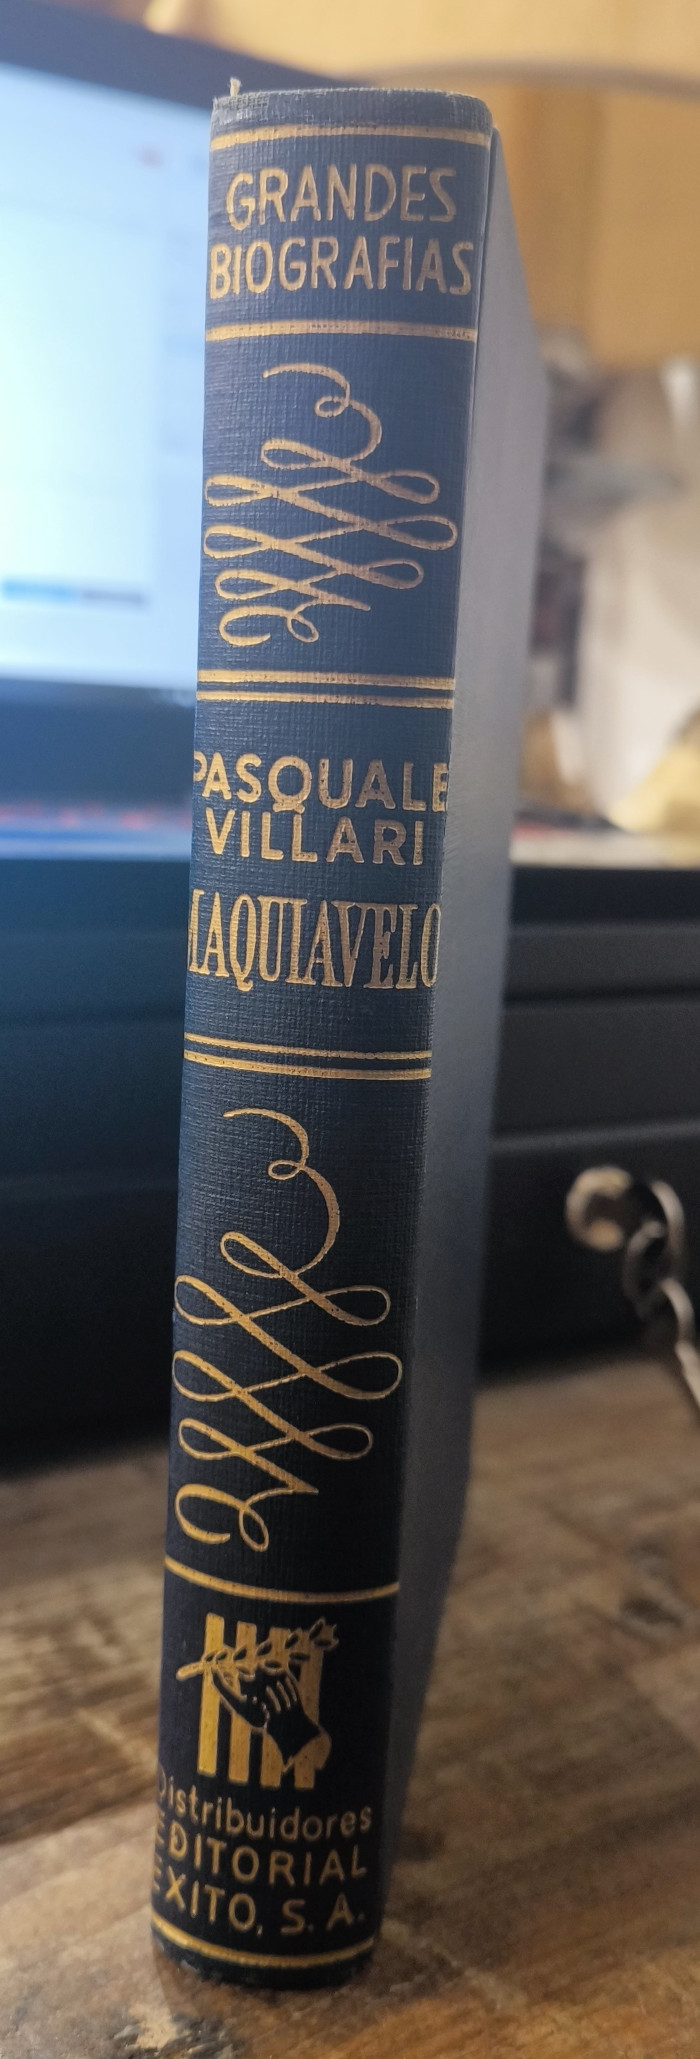 GRANDES
BIOGRAFIAS
PASQUALE
VILLARI
MAQUIAVELO
Distribuidores
EDITORIAL
EXITO, S. A.